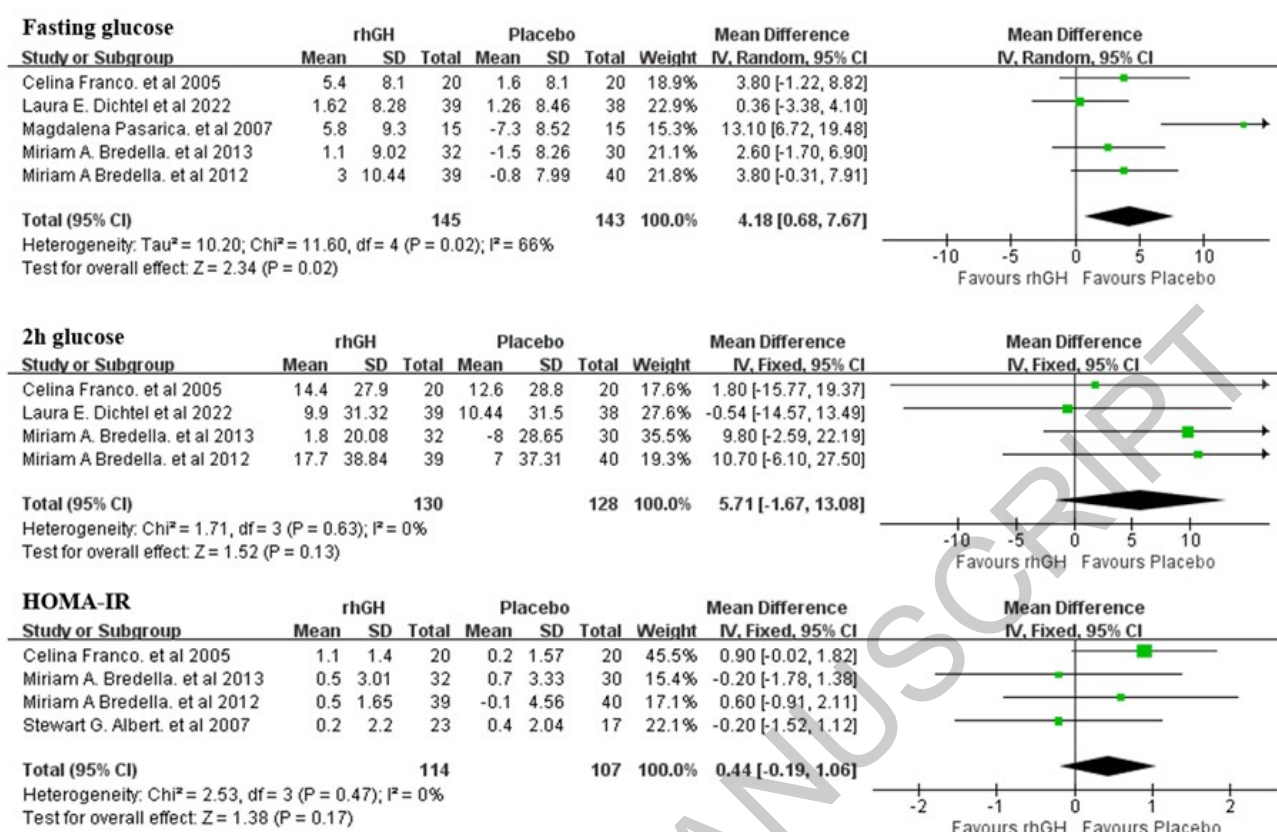 Fasting glucose rhGH Placebo Mean Difference Mean Difference
Study or Subgroup Mean SD Total Mean SD Total Weight IV, Random, 95% CI IV, Random, 95% CI
Celina Franco. et al 2005 5.4 8.1 20 1.6 8.1 20 18.9% 3.80 [-1.22, 8.82]
Laura E. Dichtel et al 2022 1.62 8.28 39 1.26 8.46 38 22.9% 0.36 [-3.38, 4.10]
Magdalena Pasarica. et al 2007 5.8 9.3 15 -7.3 8.52 15 15.3% 13.10 [6.72, 19.48]
Miriam A. Bredella. et al 2013 1.1 9.02 32 -1.5 8.26 30 21.1% 2.60 [-1.70, 6.90]
Miriam A Bredella. et al 2012 3 10.44 39 -0.8 7.99 40 21.8% 3.80 [-0.31, 7.91]
Total (95% CI) 145 143 100.0% 4.18 [0.68, 7.67]
Heterogeneity: Tau² = 10.20; Chi² = 11.60, df = 4 (P = 0.02); I² = 66%
Test for overall effect: Z = 2.34 (P = 0.02)
-10 -5 0 5 10
Favours rhGH Favours Placebo
2h glucose rhGH Placebo Mean Difference Mean Difference
Study or Subgroup Mean SD Total Mean SD Total Weight IV, Fixed, 95% CI IV, Fixed, 95% CI
Celina Franco. et al 2005 14.4 27.9 20 12.6 28.8 20 17.6% 1.80 [-15.77, 19.37]
Laura E. Dichtel et al 2022 9.9 31.32 39 10.44 31.5 38 27.6% -0.54 [-14.57, 13.49]
Miriam A. Bredella. et al 2013 1.8 20.08 32 -8 28.65 30 35.5% 9.80 [-2.59, 22.19]
Miriam A Bredella. et al 2012 17.7 38.84 39 7 37.31 40 19.3% 10.70 [-6.10, 27.50]
Total (95% CI) 130 128 100.0% 5.71 [-1.67, 13.08]
Heterogeneity: Chi² = 1.71, df = 3 (P = 0.63); I² = 0%
Test for overall effect: Z = 1.52 (P = 0.13)
-10 -5 0 5 10
Favours rhGH Favours Placebo
HOMA-IR rhGH Placebo Mean Difference Mean Difference
Study or Subgroup Mean SD Total Mean SD Total Weight IV, Fixed, 95% CI IV, Fixed, 95% CI
Celina Franco. et al 2005 1.1 1.4 20 0.2 1.57 20 45.5% 0.90 [-0.02, 1.82]
Miriam A. Bredella. et al 2013 0.5 3.01 32 0.7 3.33 30 15.4% -0.20 [-1.78, 1.38]
Miriam A Bredella. et al 2012 0.5 1.65 39 -0.1 4.56 40 17.1% 0.60 [-0.91, 2.11]
Stewart G. Albert. et al 2007 0.2 2.2 23 0.4 2.04 17 22.1% -0.20 [-1.52, 1.12]
Total (95% CI) 114 107 100.0% 0.44 [-0.19, 1.06]
Heterogeneity: Chi² = 2.53, df = 3 (P = 0.47); I² = 0%
Test for overall effect: Z = 1.38 (P = 0.17)
-2 -1 0 1 2
Favours rhGH Favours Placebo
NUSCRIPT